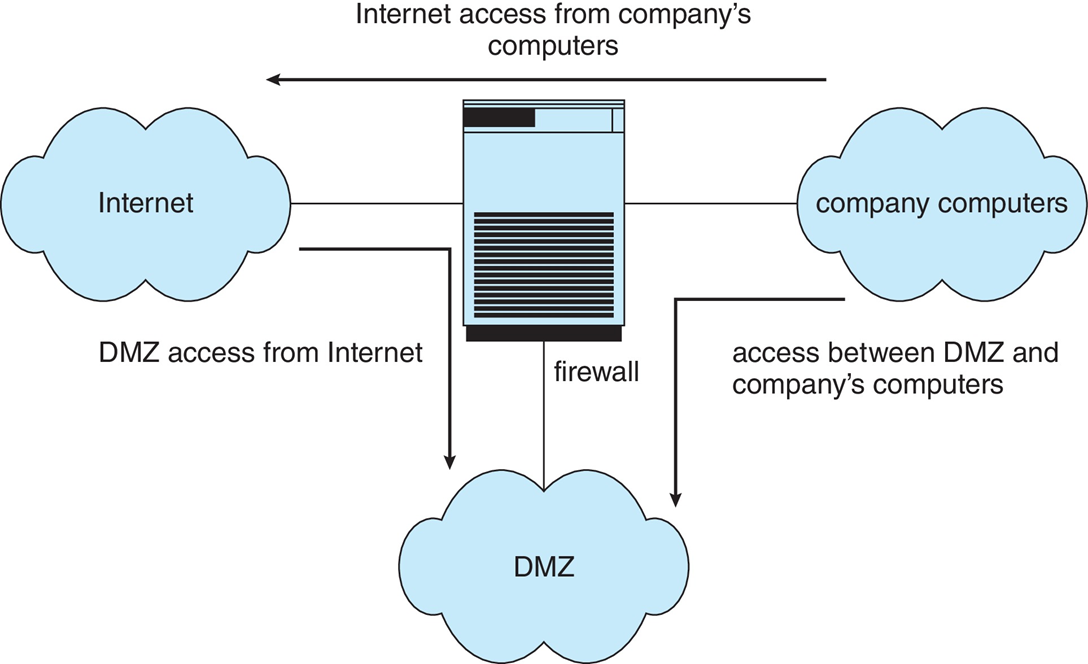 Internet access from company’s
computers
Internet
company computers
DMZ access from Internet
firewall
access between DMZ and
company’s computers
DMZ